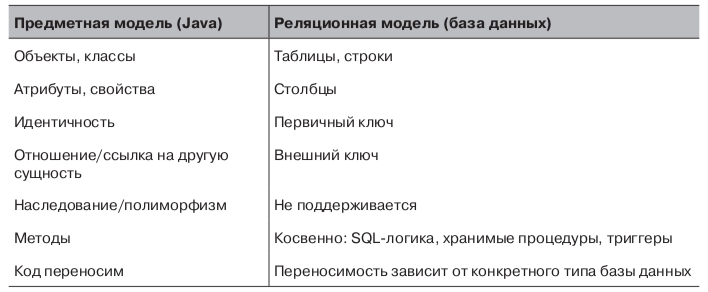 Предметная модель (Java) Реляционная модель (база данных)
Объекты, классы Таблицы, строки
Атрибуты, свойства Столбцы
Идентичность Первичный ключ
Отношение/ссылка на другую Внешний ключ
сущность
Наследование/полиморфизм Не поддерживается
Методы Косвенно: SQL-логика, хранимые процедуры, триггеры
Код переносим Переносимость зависит от конкретного типа базы данных